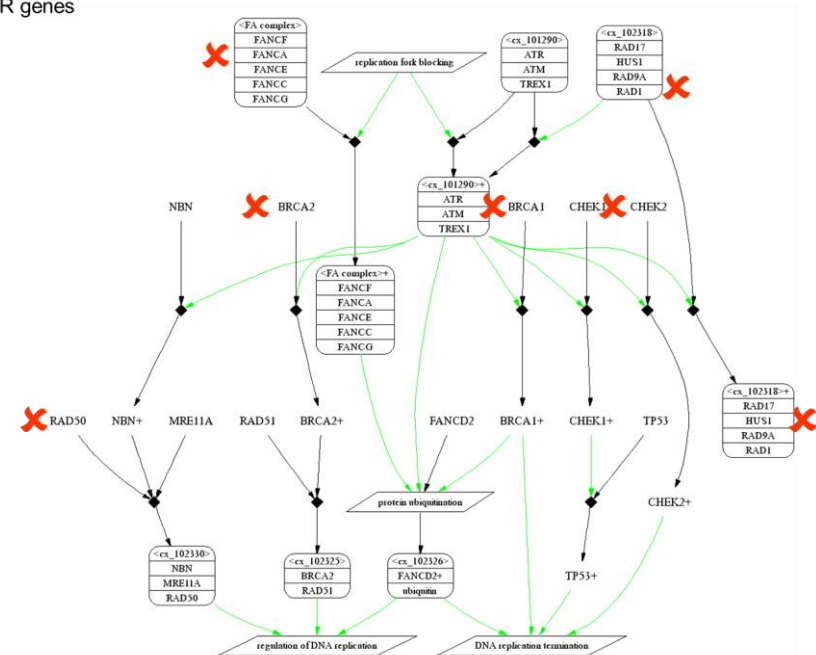 R genes
<FA complex>
FANCF
FANCA
FANCE
FANCC
FANCG
replication fork blocking
<cx_101290>
ATR
ATM
TREX1
<cx_102318>
RAD17
HUS1
RAD9A
RAD1
<cx_101290>+
ATR
ATM
TREX1
NBN
BRCA2
BRCA1
CHEK1
CHEK2
<FA complex>+
FANCF
FANCA
FANCE
FANCC
FANCG
<cx_102318>+
RAD17
HUS1
RAD9A
RAD1
RAD50
NBN+
MRE11A
RAD51
BRCA2+
FANCD2
BRCA1+
CHEK1+
TP53
protein ubiquitination
CHEK2+
<cx_102330>
NBN
MRE11A
RAD50
<cx_102325>
BRCA2
RAD51
<cx_102326>
FANCD2+
ubiquitin
TP53+
regulation of DNA replication
DNA replication termination